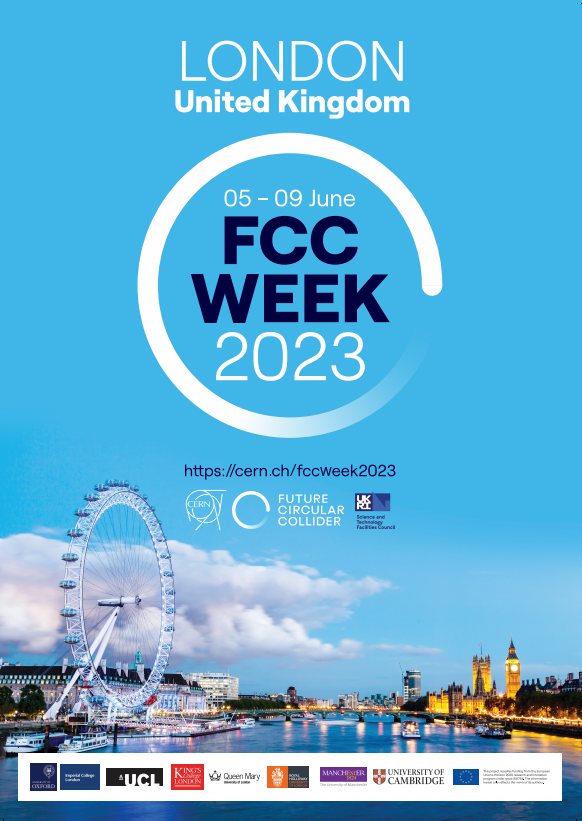 LONDON
United Kingdom
05 – 09 June
FCC
WEEK
2023
https://cern.ch/fccweek2023
CERN
FUTURE
CIRCULAR
COLLIDER
UK
RI
Science and
Technology
Facilities Council
UNIVERSITY OF
OXFORD
Imperial College
London
UCL
KING'S
College
LONDON
Queen Mary
University of London
ROYAL
HOLLOWAY
MANCHESTER
1824
The University of Manchester
UNIVERSITY OF
CAMBRIDGE